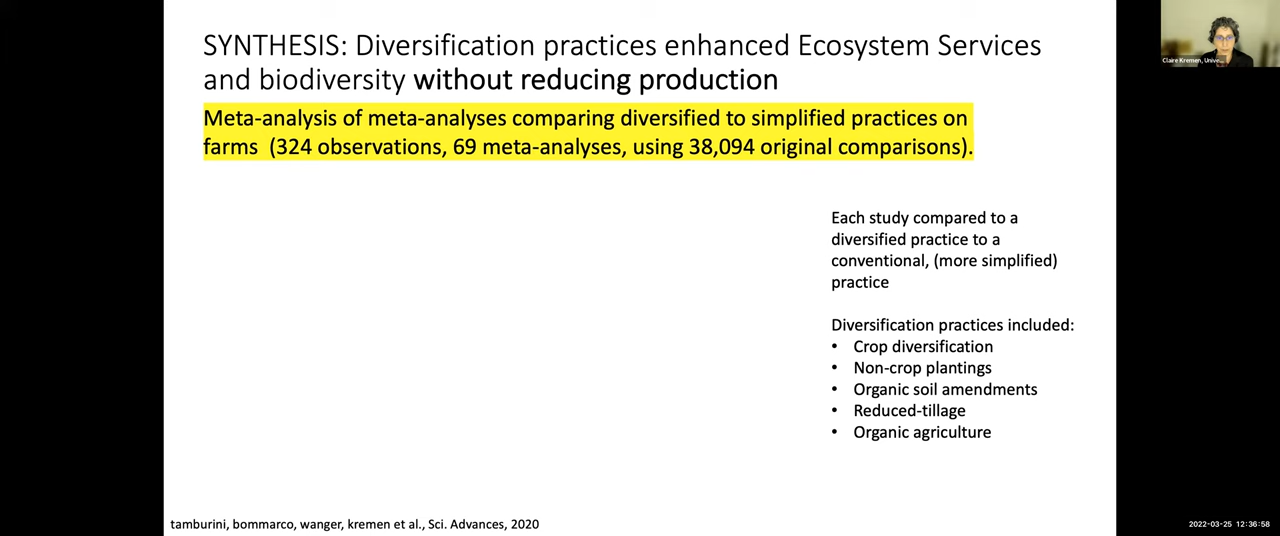 SYNTHESIS: Diversification practices enhanced Ecosystem Services
and biodiversity without reducing production
Meta-analysis of meta-analyses comparing diversified to simplified practices on
farms (324 observations, 69 meta-analyses, using 38,094 original comparisons).
Claire Kremen, Unive...
Each study compared to a
diversified practice to a
conventional, (more simplified)
practice
Diversification practices included:
• Crop diversification
• Non-crop plantings
• Organic soil amendments
• Reduced-tillage
• Organic agriculture
tamburini, bommarco, wanger, kremen et al., Sci. Advances, 2020
2022-03-25 12:36:58